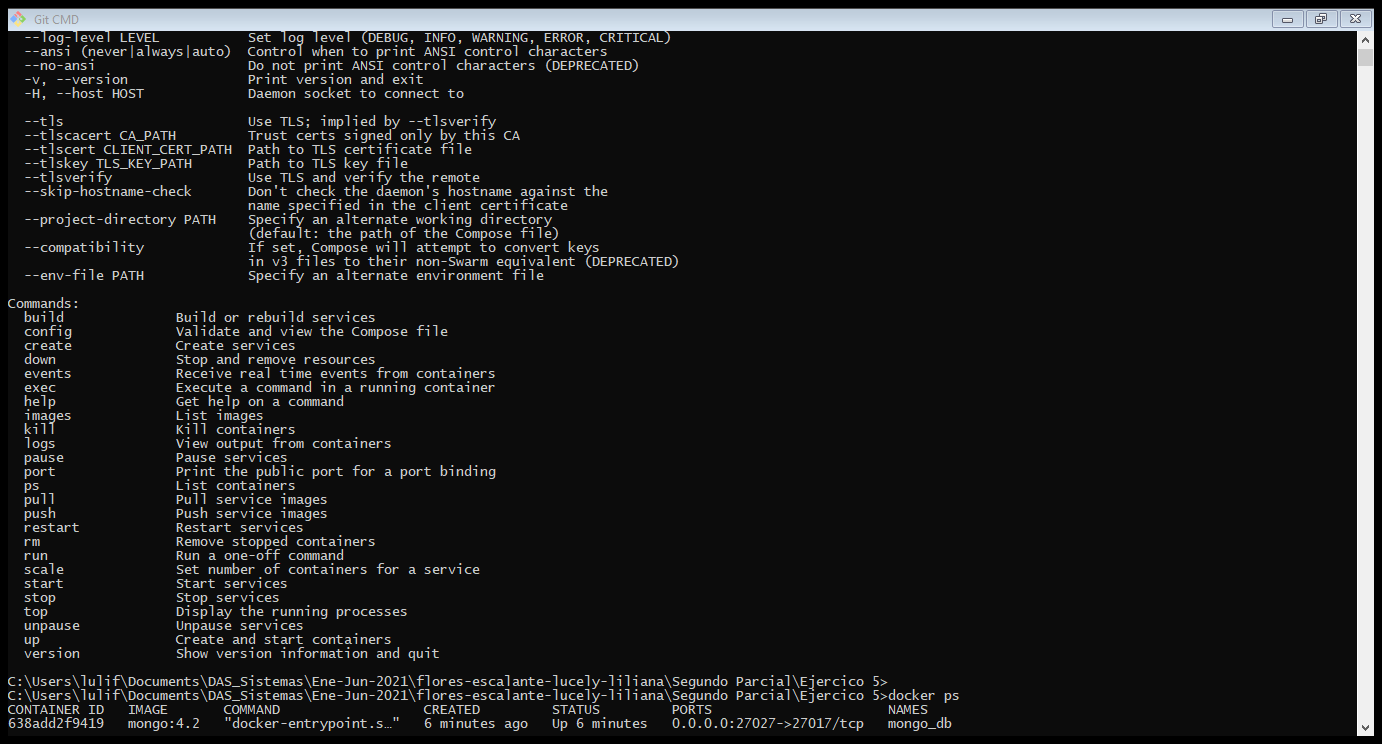 Git CMD
--log-level LEVEL Set log level (DEBUG, INFO, WARNING, ERROR, CRITICAL)
--ansi (never|always|auto) Control when to print ANSI control characters
--no-ansi Do not print ANSI control characters (DEPRECATED)
-v, --version Print version and exit
-H, --host HOST Daemon socket to connect to
--tls Use TLS; implied by --tlsverify
--tlscacert CA_PATH Trust certs signed only by this CA
--tlscert CLIENT_CERT_PATH Path to TLS certificate file
--tlskey TLS_KEY_PATH Path to TLS key file
--tlsverify Use TLS and verify the remote
--skip-hostname-check Don't check the daemon's hostname against the
name specified in the client certificate
--project-directory PATH Specify an alternate working directory
(default: the path of the Compose file)
--compatibility If set, Compose will attempt to convert keys
in v3 files to their non-Swarm equivalent (DEPRECATED)
--env-file PATH Specify an alternate environment file
Commands:
build Build or rebuild services
config Validate and view the Compose file
create Create services
down Stop and remove resources
events Receive real time events from containers
exec Execute a command in a running container
help Get help on a command
images List images
kill Kill containers
logs View output from containers
pause Pause services
port Print the public port for a port binding
ps List containers
pull Pull service images
push Push service images
restart Restart services
rm Remove stopped containers
run Run a one-off command
scale Set number of containers for a service
start Start services
stop Stop services
top Display the running processes
unpause Unpause services
up Create and start containers
version Show version information and quit
C:\Users\lulif\Documents\DAS_Sistemas\Ene-Jun-2021\flores-escalante-lucely-liliana\Segundo Parcial\Ejercico 5>
C:\Users\lulif\Documents\DAS_Sistemas\Ene-Jun-2021\flores-escalante-lucely-liliana\Segundo Parcial\Ejercico 5>docker ps
CONTAINER ID IMAGE COMMAND CREATED STATUS PORTS NAMES
638add2f9419 mongo:4.2 "docker-entrypoint.s…" 6 minutes ago Up 6 minutes 0.0.0.0:27027->27017/tcp mongo_db